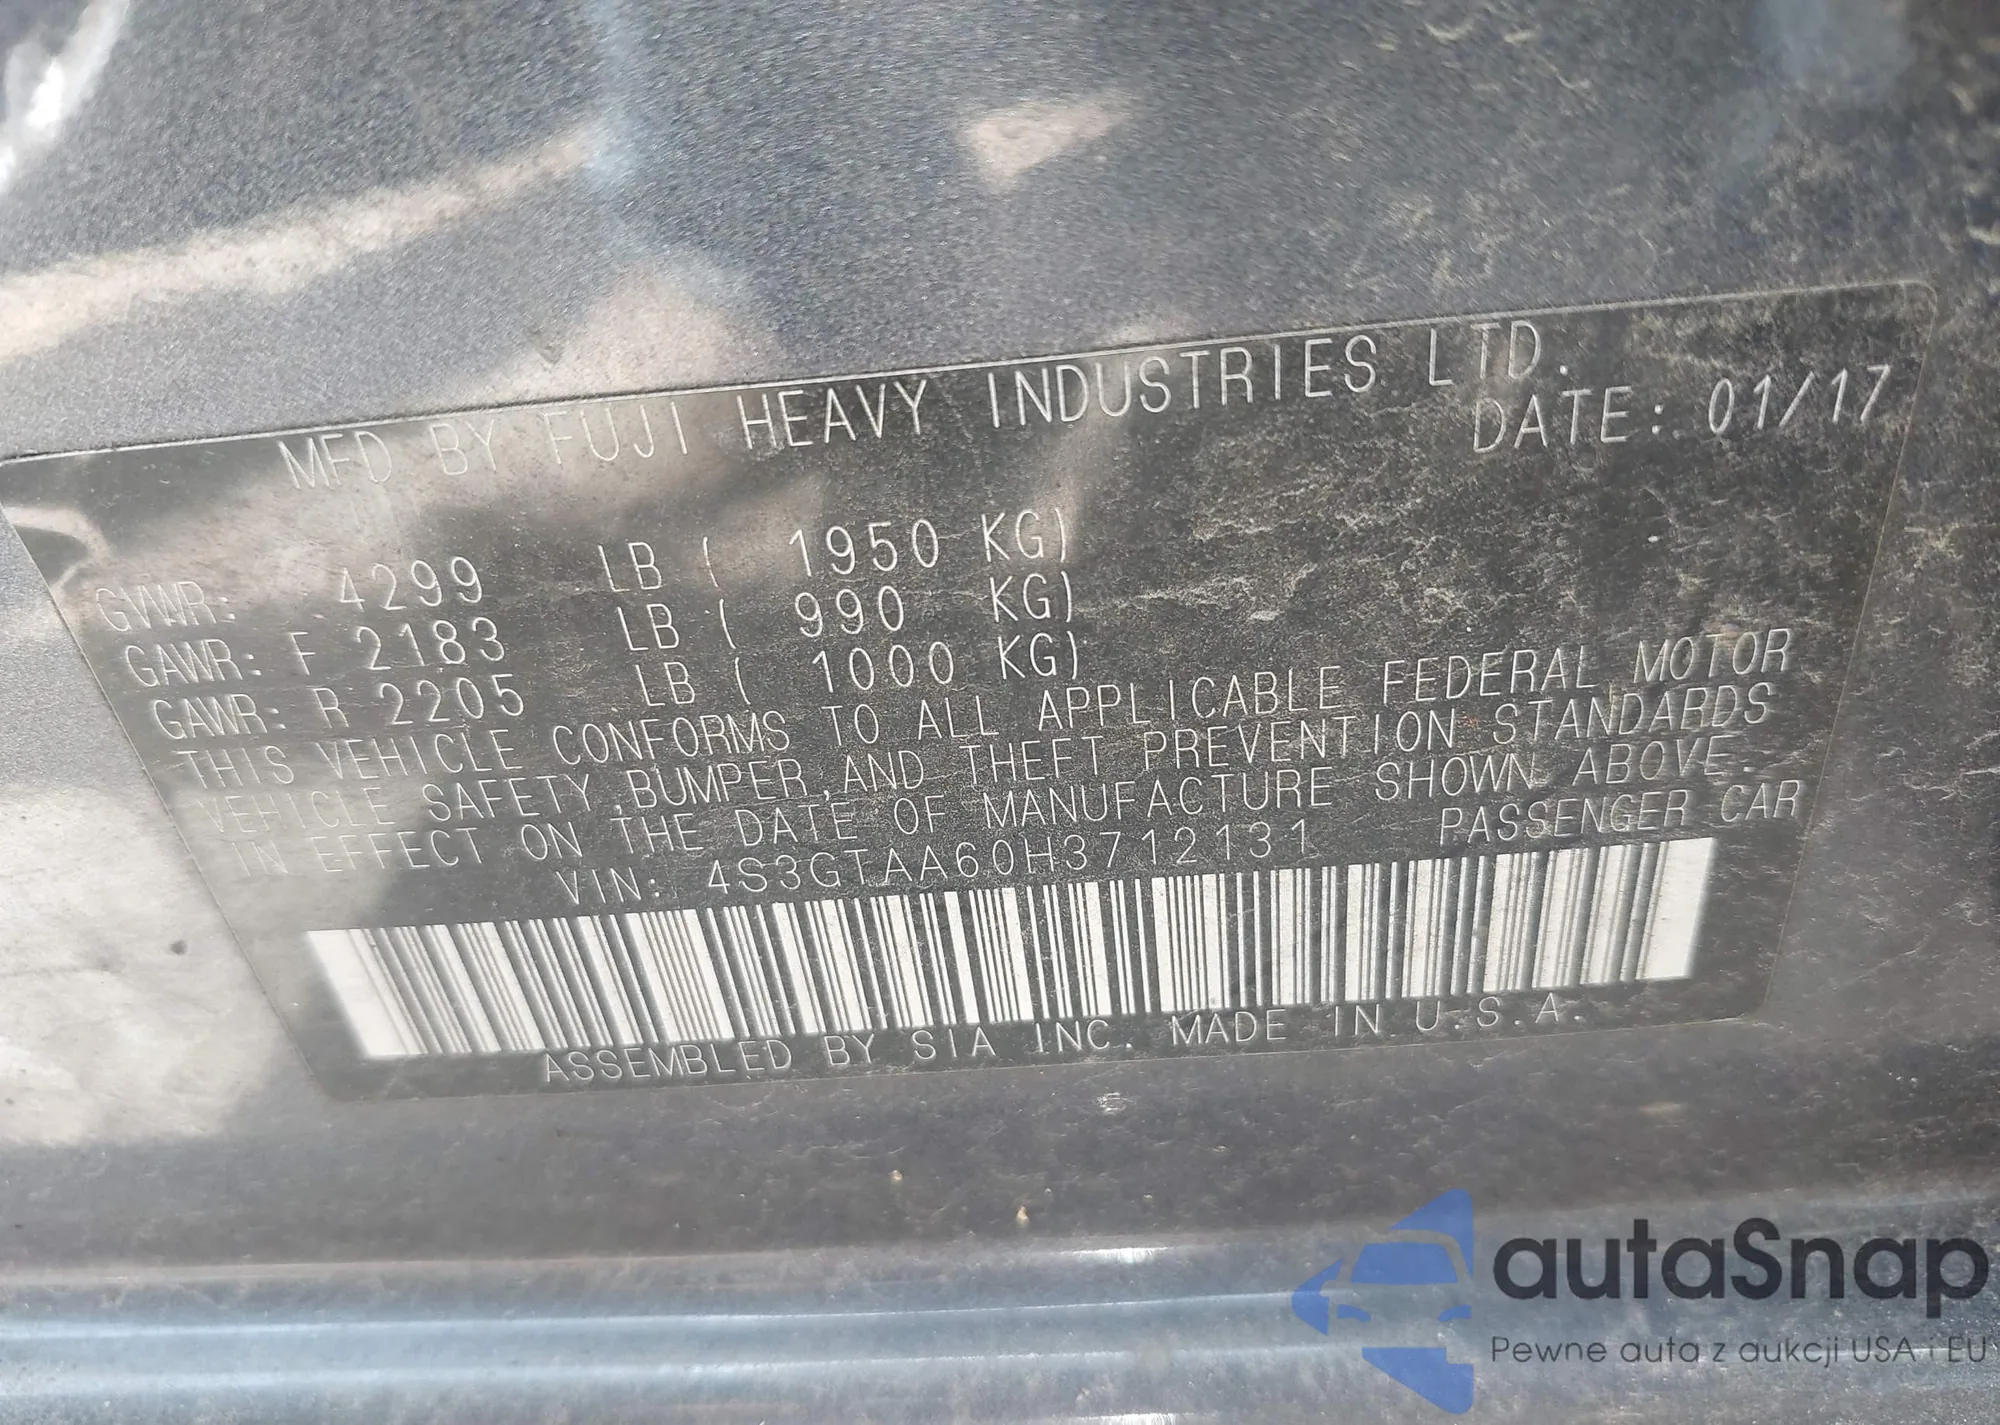 MFD BY FUJI HEAVY INDUSTRIES LTD.
DATE: 01/17
GVWR: 4299 LB ( 1950 KG)
GAWR: F 2183 LB ( 990 KG)
GAWR: R 2205 LB ( 1000 KG)
THIS VEHICLE CONFORMS TO ALL APPLICABLE FEDERAL MOTOR
VEHICLE SAFETY,BUMPER,AND THEFT PREVENTION STANDARDS
IN EFFECT ON THE DATE OF MANUFACTURE SHOWN ABOVE.
VIN: 4S3GTAA60H3712131 PASSENGER CAR
ASSEMBLED BY SIA INC. MADE IN U.S.A.
autaSnap
Pewne auta z aukcji USA i EU